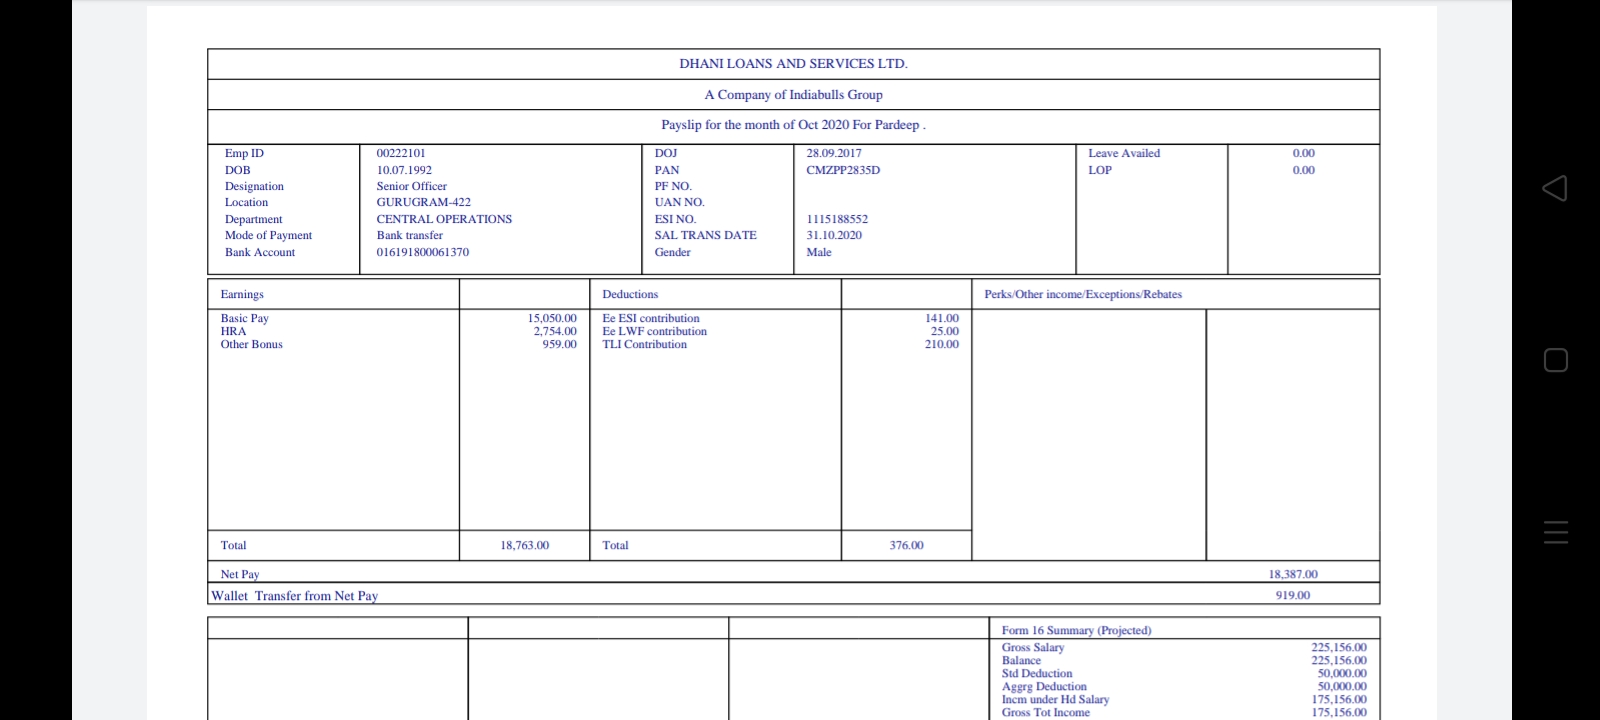 DHANI LOANS AND SERVICES LTD.
A Company of Indiabulls Group
Payslip for the month of Oct 2020 For Pardeep .
Emp ID 00222101 DOJ 28.09.2017 Leave Availed 0.00
DOB 10.07.1992 PAN CMZPP2835D LOP 0.00
Designation Senior Officer PF NO.
Location GURUGRAM-422 UAN NO.
Department CENTRAL OPERATIONS ESI NO. 1115188552
Mode of Payment Bank transfer SAL TRANS DATE 31.10.2020
Bank Account 016191800061370 Gender Male
Earnings Deductions Perks/Other income/Exceptions/Rebates
Basic Pay 15,050.00 Ee ESI contribution 141.00
HRA 2,754.00 Ee LWF contribution 25.00
Other Bonus 959.00 TLI Contribution 210.00
Total 18,763.00 Total 376.00
Net Pay 18,387.00
Wallet Transfer from Net Pay 919.00
Form 16 Summary (Projected)
Gross Salary 225,156.00
Balance 225,156.00
Std Deduction 50,000.00
Aggrg Deduction 50,000.00
Incm under Hd Salary 175,156.00
Gross Tot Income 175,156.00